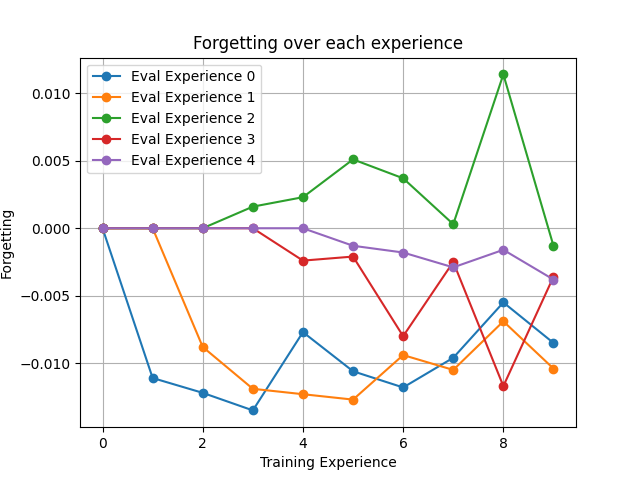 Forgetting over each experience
Eval Experience 0
Eval Experience 1
Eval Experience 2
Eval Experience 3
Eval Experience 4
0.010
0.005
0.000
−0.005
−0.010
Forgetting
0 2 4 6 8
Training Experience